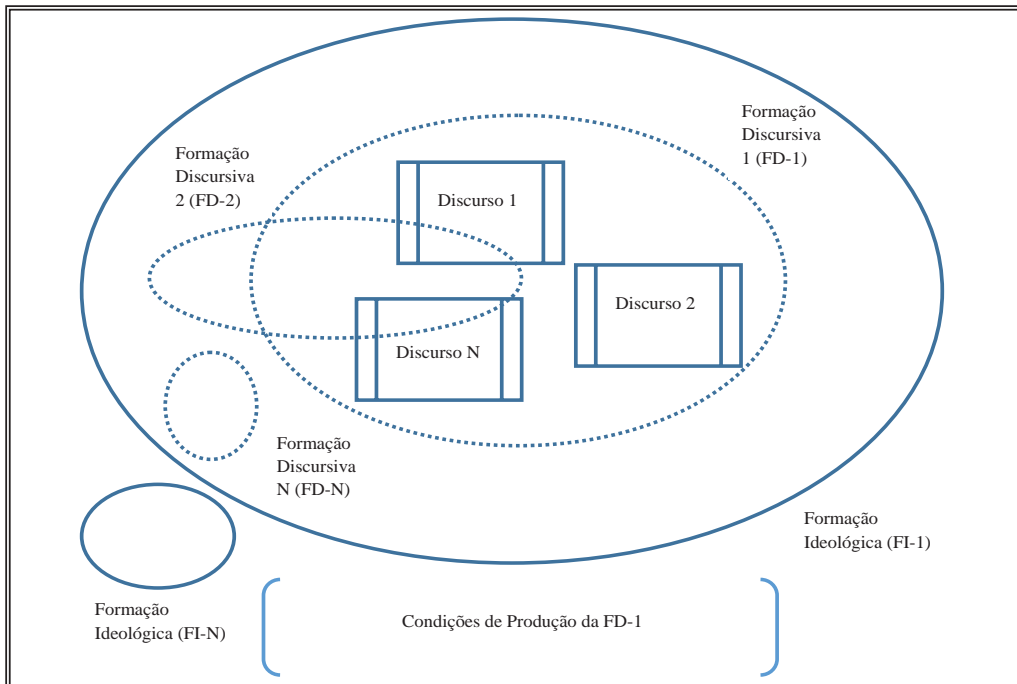 Formação
Discursiva
1 (FD-1)
Formação
Discursiva
2 (FD-2)
Discurso 1
Discurso 2
Discurso N
Formação
Discursiva
N (FD-N)
Formação
Ideológica (FI-1)
Formação
Ideológica (FI-N)
Condições de Produção da FD-1